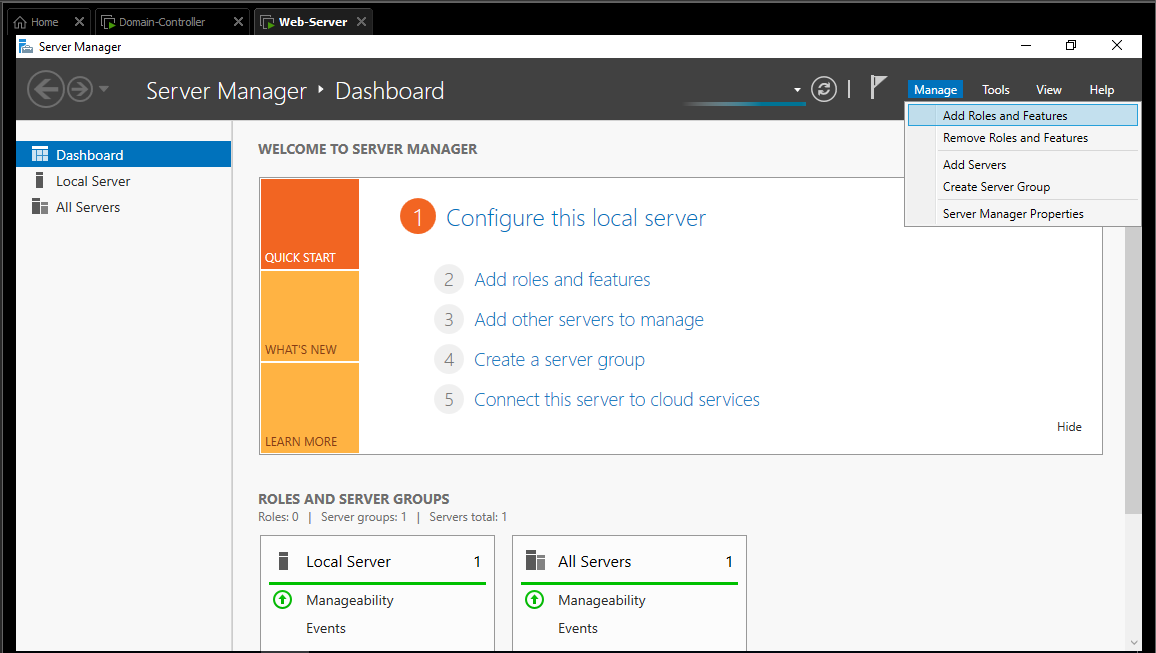 Home
Domain-Controller
Web-Server
Server Manager
Server Manager ‣ Dashboard
Manage Tools View Help
Add Roles and Features
Remove Roles and Features
Add Servers
Create Server Group
Server Manager Properties
Dashboard
Local Server
All Servers
WELCOME TO SERVER MANAGER
QUICK START
WHAT'S NEW
LEARN MORE
1 Configure this local server
2 Add roles and features
3 Add other servers to manage
4 Create a server group
5 Connect this server to cloud services
Hide
ROLES AND SERVER GROUPS
Roles: 0 | Server groups: 1 | Servers total: 1
Local Server 1
Manageability
Events
All Servers 1
Manageability
Events